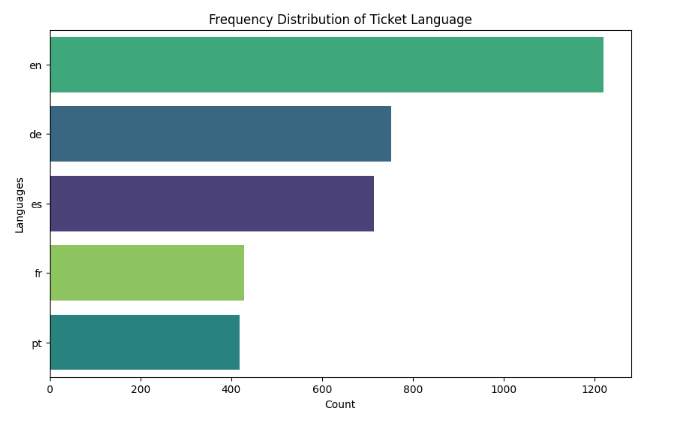 Frequency Distribution of Ticket Language
Languages
en
de
es
fr
pt
0 200 400 600 800 1000 1200
Count